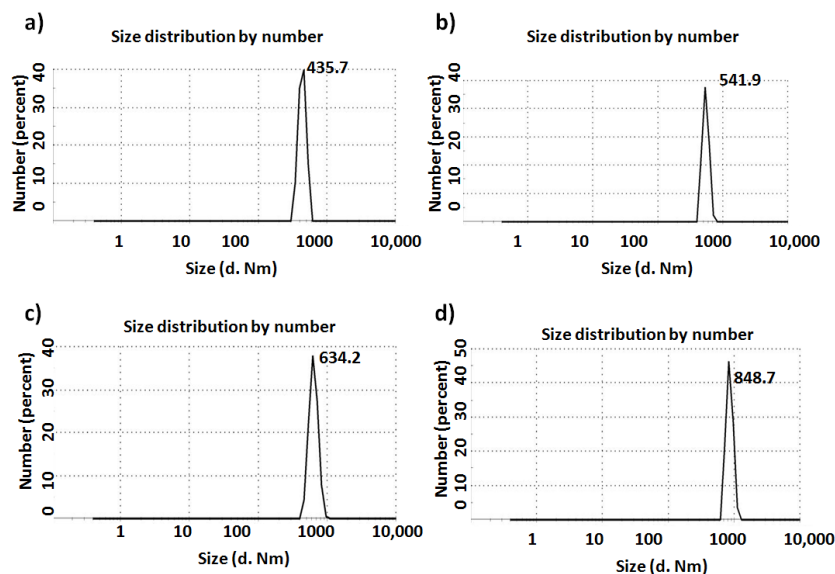 a)
Size distribution by number
435.7
Number (percent)
40
30
20
10
0
1 10 100 1000 10,000
Size (d. Nm)
b)
Size distribution by number
541.9
Number (percent)
40
30
20
10
0
1 10 100 1000 10,000
Size (d. Nm)
c)
Size distribution by number
634.2
Number (percent)
40
30
20
10
0
1 10 100 1000 10,000
Size (d. Nm)
d)
Size distribution by number
848.7
Number (percent)
50
40
30
20
10
0
1 10 100 1000 10,000
Size (d. Nm)